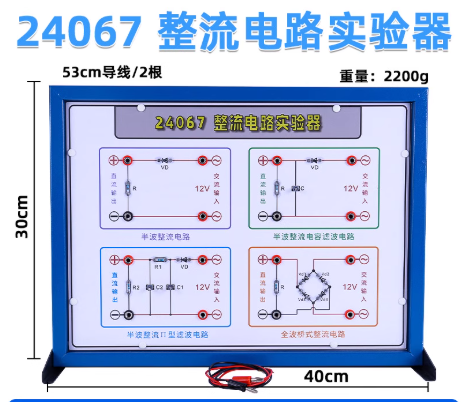 24067 整流电路实验器
53cm导线/2根
重量：2200g
24067 整流电路实验器
30cm
直流输出
R
VD
12V
交流输入
半波整流电路
直流输出
R
C
VD
12V
交流输入
半波整流电容滤波电路
直流输出
R2
R1
C2
C1
VD
12V
交流输入
半波整流口型滤波电路
直流输出
R
12V
交流输入
全波桥式整流电路
40cm